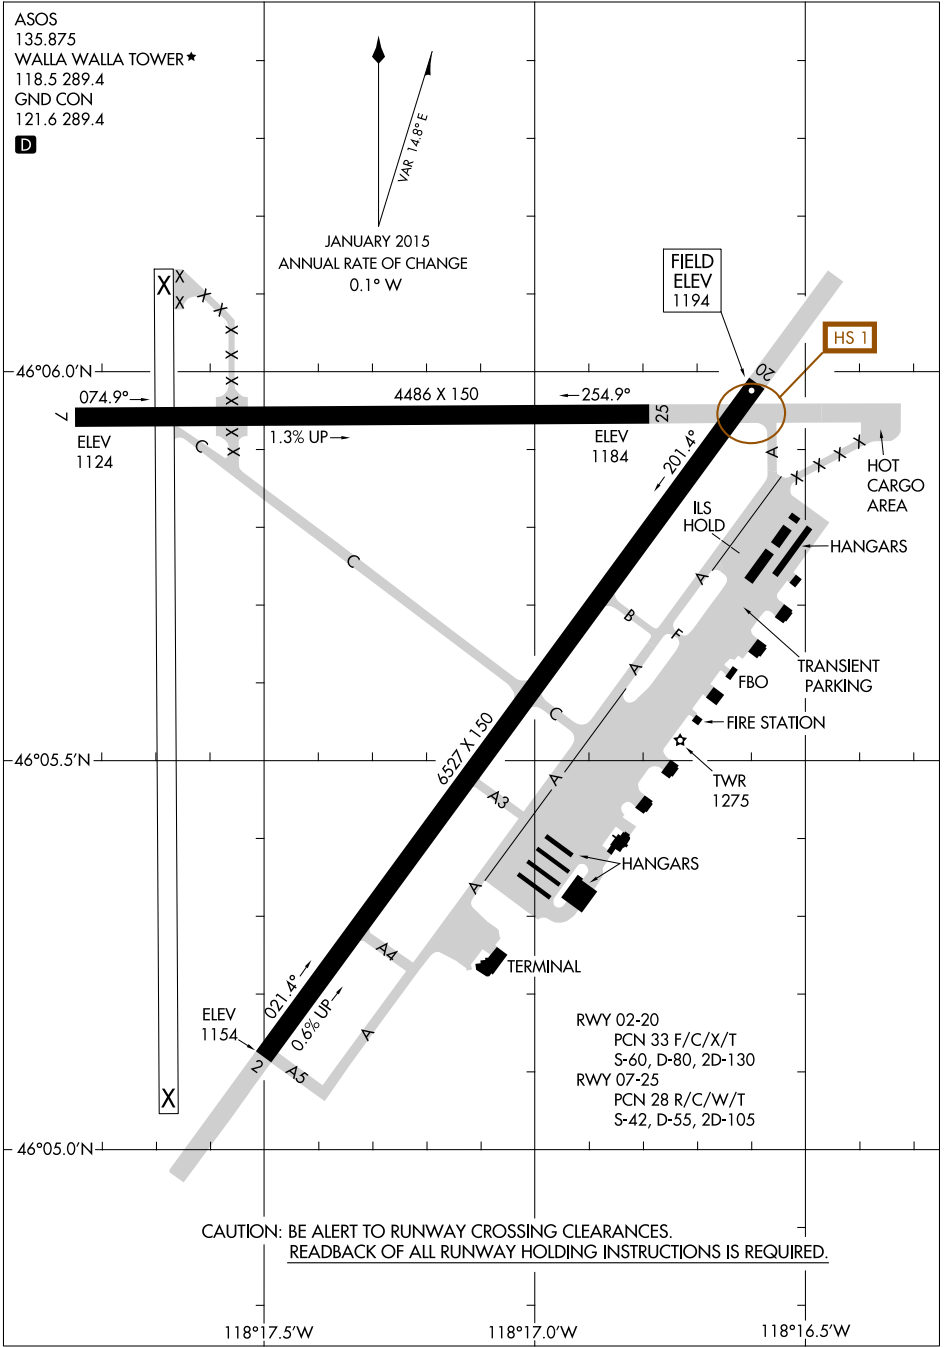 ASOS
135.875
WALLA WALLA TOWER★
118.5 289.4
GND CON
121.6 289.4
D
VAR 14.8° E
JANUARY 2015
ANNUAL RATE OF CHANGE
0.1° W
FIELD
ELEV
1194
HS 1
X
X
X
X
X
X
X
X
X
X
X
X
46°06.0'N
074.9°
4486 X 150
254.9°
20
7
25
ELEV
1124
C
1.3% UP
ELEV
1184
201.4°
A
X
X
X
X
HOT
CARGO
AREA
ILS
HOLD
HANGARS
C
A
B
F
A
TRANSIENT
PARKING
FBO
C
FIRE STATION
6527 X 150
46°05.5'N
A
A3
TWR
1275
HANGARS
A
A4
TERMINAL
021.4°
0.6% UP
ELEV
1154
A
2
A5
X
RWY 02-20
PCN 33 F/C/X/T
S-60, D-80, 2D-130
RWY 07-25
PCN 28 R/C/W/T
S-42, D-55, 2D-105
46°05.0'N
CAUTION: BE ALERT TO RUNWAY CROSSING CLEARANCES.
READBACK OF ALL RUNWAY HOLDING INSTRUCTIONS IS REQUIRED.
118°17.5'W
118°17.0'W
118°16.5'W